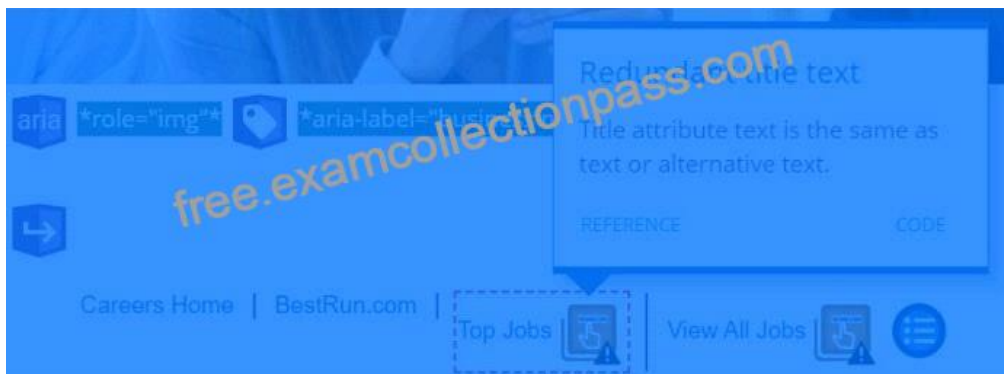 Redundant title text
aria *role="img"* *aria-label="busin
Title attribute text is the same as
text or alternative text.
free.examcollectionpass.com
REFERENCE CODE
Careers Home | BestRun.com | Top Jobs | View All Jobs